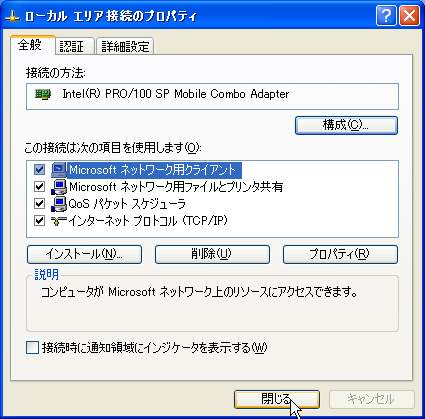 ローカル エリア接続のプロパティ
全般
認証
詳細設定
接続の方法:
Intel(R) PRO/100 SP Mobile Combo Adapter
構成(C)...
この接続は次の項目を使用します(O):
Microsoft ネットワーク用クライアント
Microsoft ネットワーク用ファイルとプリンタ共有
QoS パケット スケジューラ
インターネット プロトコル (TCP/IP)
インストール(N)...
削除(U)
プロパティ(R)
説明
コンピュータが Microsoft ネットワーク上のリソースにアクセスできます。
接続時に通知領域にインジケータを表示する(W)
閉じる
キャンセル